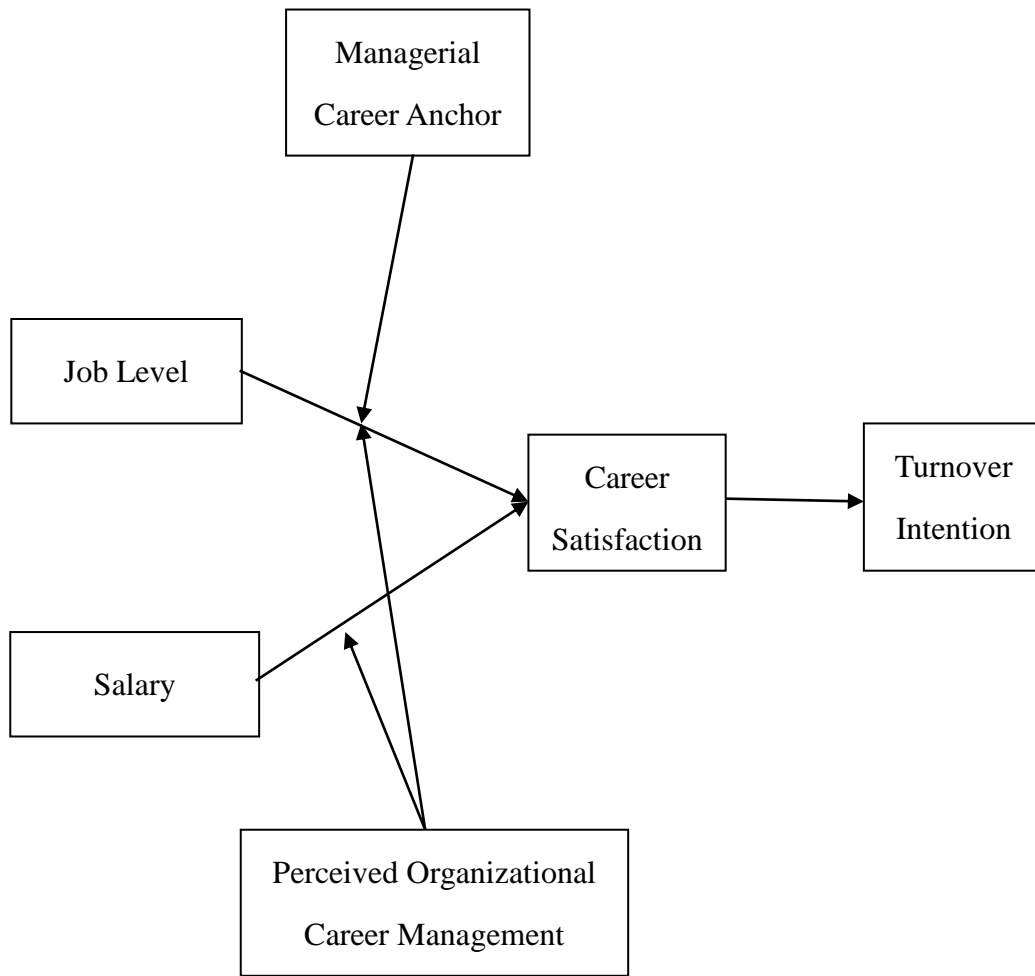 Managerial
Career Anchor
Job Level
Career
Satisfaction
Turnover
Intention
Salary
Perceived Organizational
Career Management